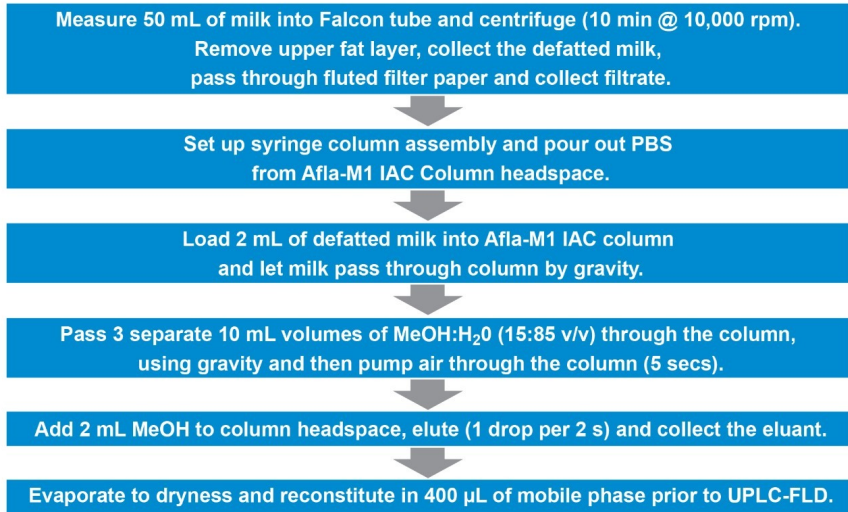 Measure 50 mL of milk into Falcon tube and centrifuge (10 min @ 10,000 rpm).
Remove upper fat layer, collect the defatted milk,
pass through fluted filter paper and collect filtrate.
Set up syringe column assembly and pour out PBS
from Afla-M1 IAC Column headspace.
Load 2 mL of defatted milk into Afla-M1 IAC column
and let milk pass through column by gravity.
Pass 3 separate 10 mL volumes of MeOH:H₂0 (15:85 v/v) through the column,
using gravity and then pump air through the column (5 secs).
Add 2 mL MeOH to column headspace, elute (1 drop per 2 s) and collect the eluant.
Evaporate to dryness and reconstitute in 400 µL of mobile phase prior to UPLC-FLD.